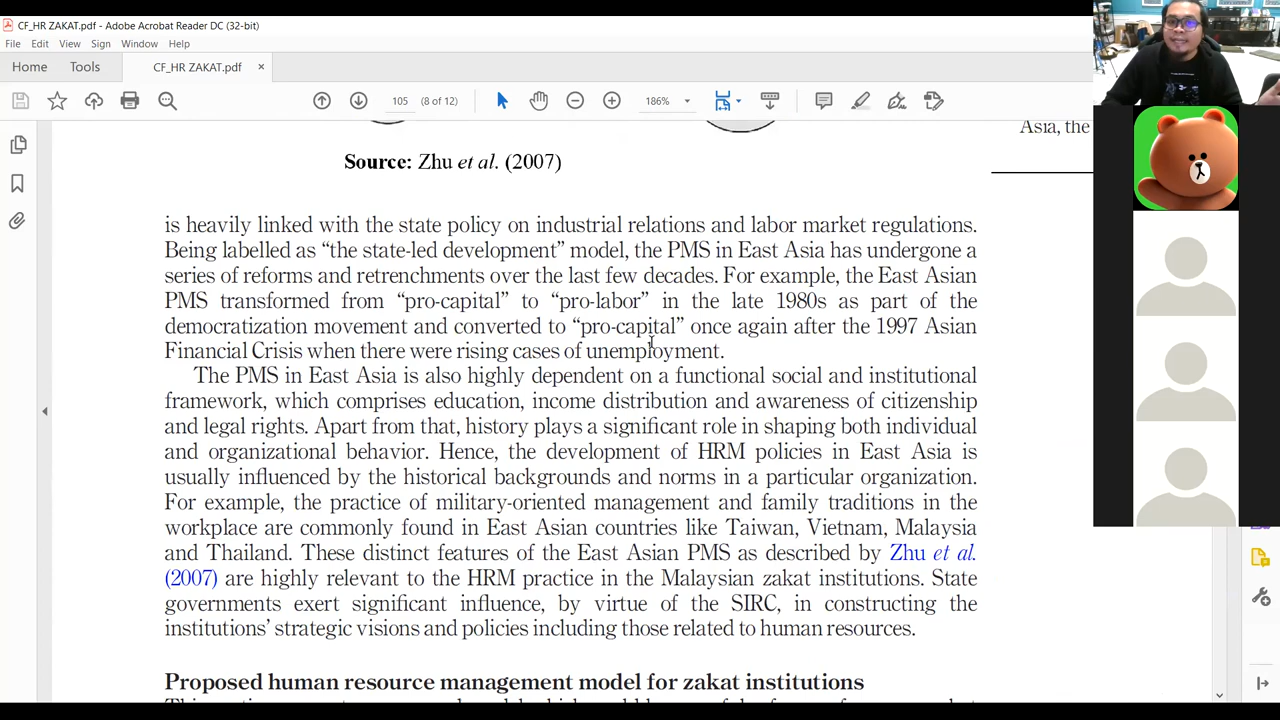 CF_HR ZAKAT.pdf - Adobe Acrobat Reader DC (32-bit)
File Edit View Sign Window Help
Home Tools CF_HR ZAKAT.pdf ×
105 (8 of 12) 186%
Asia, the
Source: Zhu et al. (2007)
is heavily linked with the state policy on industrial relations and labor market regulations.
Being labelled as “the state-led development” model, the PMS in East Asia has undergone a
series of reforms and retrenchments over the last few decades. For example, the East Asian
PMS transformed from “pro-capital” to “pro-labor” in the late 1980s as part of the
democratization movement and converted to “pro-capital” once again after the 1997 Asian
Financial Crisis when there were rising cases of unemployment.
The PMS in East Asia is also highly dependent on a functional social and institutional
framework, which comprises education, income distribution and awareness of citizenship
and legal rights. Apart from that, history plays a significant role in shaping both individual
and organizational behavior. Hence, the development of HRM policies in East Asia is
usually influenced by the historical backgrounds and norms in a particular organization.
For example, the practice of military-oriented management and family traditions in the
workplace are commonly found in East Asian countries like Taiwan, Vietnam, Malaysia
and Thailand. These distinct features of the East Asian PMS as described by Zhu et al.
(2007) are highly relevant to the HRM practice in the Malaysian zakat institutions. State
governments exert significant influence, by virtue of the SIRC, in constructing the
institutions’ strategic visions and policies including those related to human resources.
Proposed human resource management model for zakat institutions